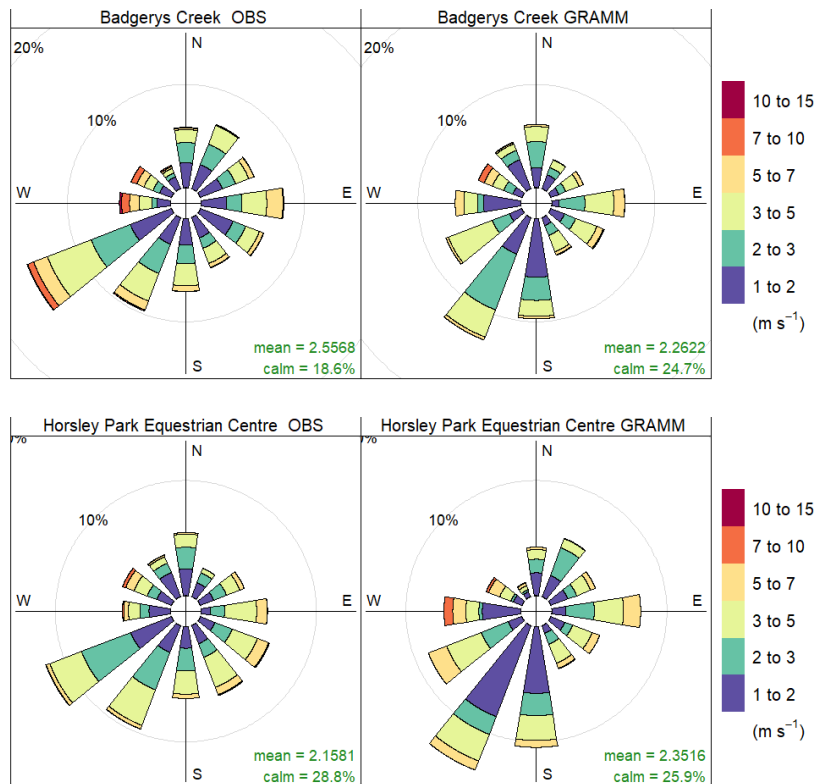 Badgerys Creek  OBS
Badgerys Creek GRAMM
20%
N
20%
N
10%
10%
W
E
W
E
S
S
mean = 2.5568
calm = 18.6%
mean = 2.2622
calm = 24.7%
10 to 15
7 to 10
5 to 7
3 to 5
2 to 3
1 to 2
(m s⁻¹)
Horsley Park Equestrian Centre  OBS
Horsley Park Equestrian Centre GRAMM
N
N
10%
10%
W
E
W
E
S
S
mean = 2.1581
calm = 28.8%
mean = 2.3516
calm = 25.9%
10 to 15
7 to 10
5 to 7
3 to 5
2 to 3
1 to 2
(m s⁻¹)